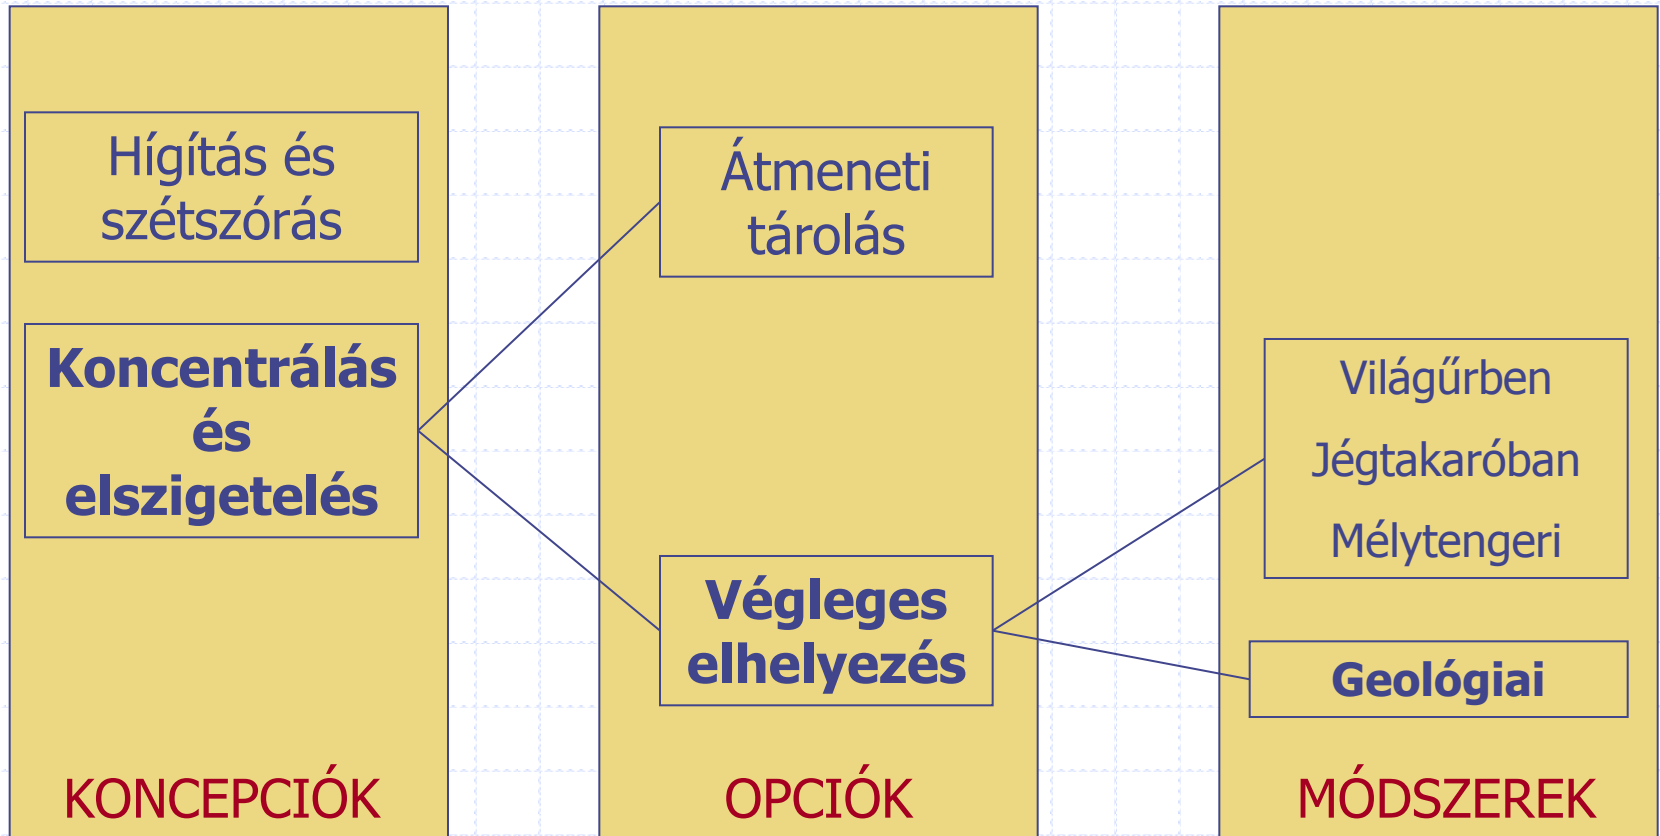 Hígítás és
szétszórás
Koncentrálás
és
elszigetelés
KONCEPCIÓK
Átmeneti
tárolás
Végleges
elhelyezés
OPCIÓK
Világűrben
Jégtakaróban
Mélytengeri
Geológiai
MÓDSZEREK